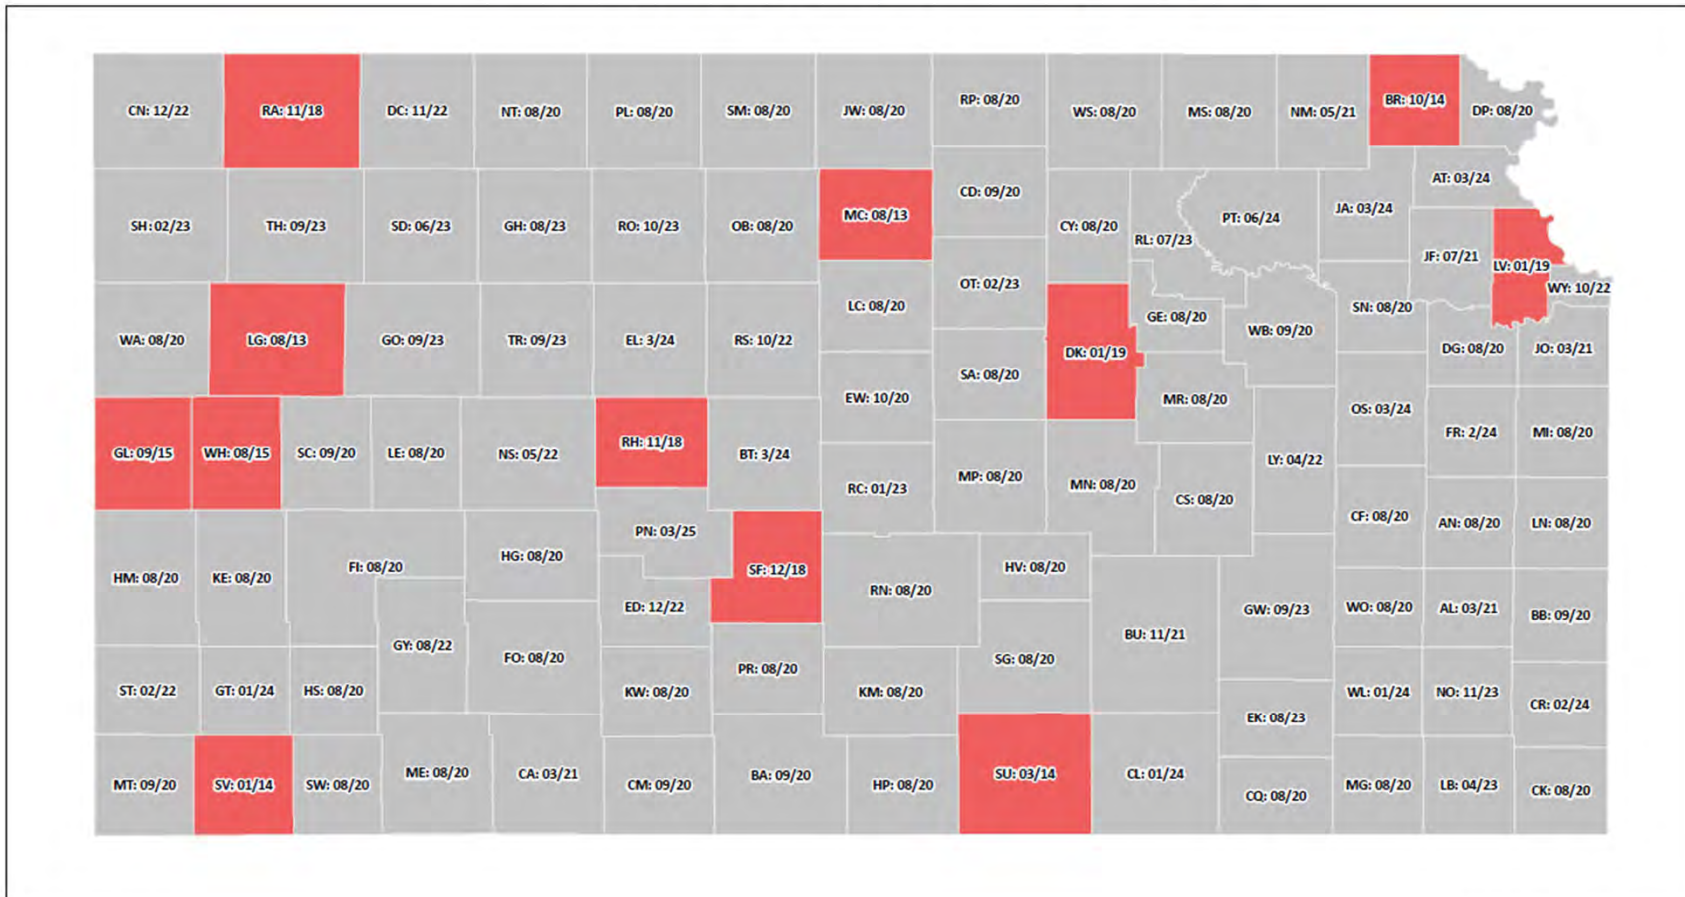 CN: 12/22
RA: 11/18
DC: 11/22
NT: 08/20
PL: 08/20
SM: 08/20
JW: 08/20
RP: 08/20
WS: 08/20
MS: 08/20
NM: 05/21
BR: 10/14
DP: 08/20
AT: 03/24
SH: 02/23
TH: 09/23
SD: 06/23
GH: 08/23
RO: 10/23
OB: 08/20
MC: 08/13
CD: 09/20
CY: 08/20
RL: 07/23
PT: 06/24
JA: 03/24
JF: 07/21
LV: 01/19
WY: 10/22
WA: 08/20
LG: 08/13
GO: 09/23
TR: 09/23
EL: 3/24
RS: 10/22
LC: 08/20
OT: 02/23
DK: 01/19
GE: 08/20
WB: 09/20
SN: 08/20
DG: 08/20
JO: 03/21
EW: 10/20
SA: 08/20
MR: 08/20
OS: 03/24
FR: 2/24
MI: 08/20
GL: 09/15
WH: 08/15
SC: 09/20
LE: 08/20
NS: 05/22
RH: 11/18
BT: 3/24
RC: 01/23
MP: 08/20
MN: 08/20
CS: 08/20
LY: 04/22
CF: 08/20
AN: 08/20
LN: 08/20
HM: 08/20
KE: 08/20
FI: 08/20
HG: 08/20
PN: 03/25
SF: 12/18
RN: 08/20
HV: 08/20
ED: 12/22
GY: 08/22
FO: 08/20
BU: 11/21
GW: 09/23
WO: 08/20
AL: 03/21
BB: 09/20
ST: 02/22
GT: 01/24
HS: 08/20
KW: 08/20
PR: 08/20
KM: 08/20
SG: 08/20
EK: 08/23
WL: 01/24
NO: 11/23
CR: 02/24
MT: 09/20
SV: 01/14
SW: 08/20
ME: 08/20
CA: 03/21
CM: 09/20
BA: 09/20
HP: 08/20
SU: 03/14
CL: 01/24
CQ: 08/20
MG: 08/20
LB: 04/23
CK: 08/20